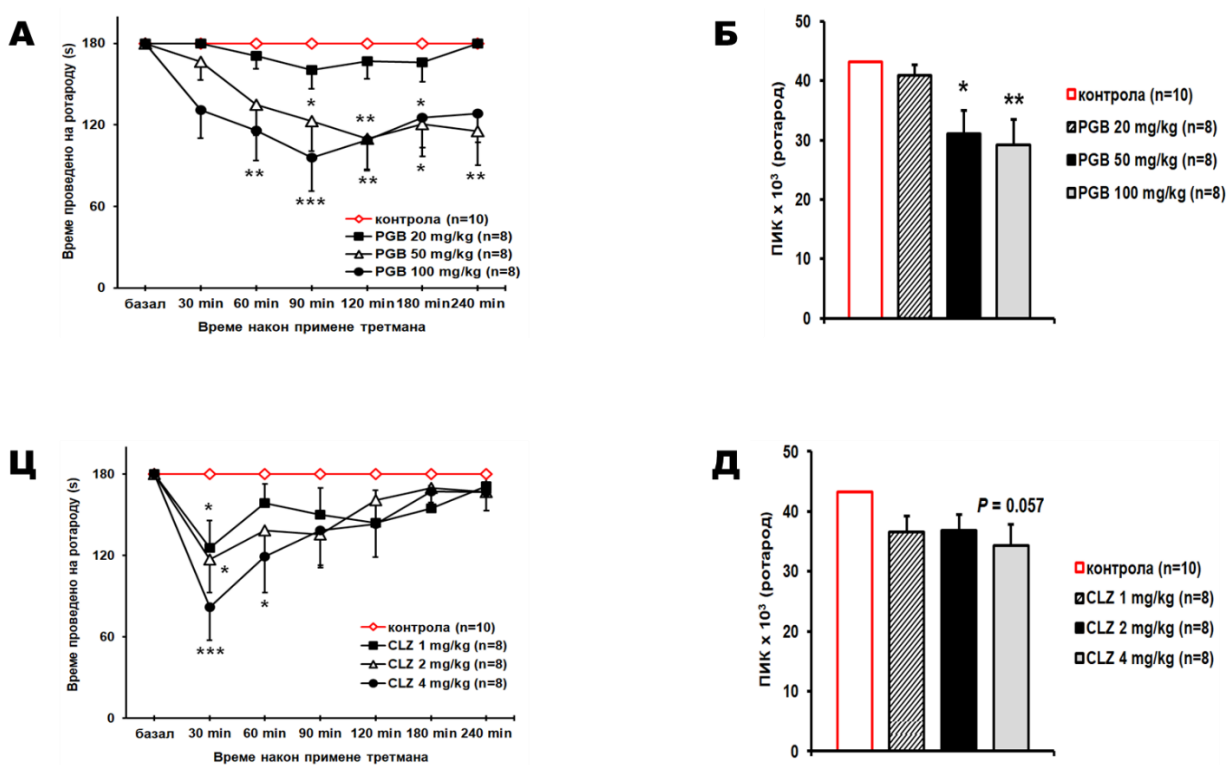 А
Време проведено на ротароду (s)
180
120
60
0
*
*
**
**
***
**
*
**
контрола (n=10)
PGB 20 mg/kg (n=8)
PGB 50 mg/kg (n=8)
PGB 100 mg/kg (n=8)
базал 30 min 60 min 90 min 120 min 180 min 240 min
Време након примене третмана
Б
ПИК x 10³ (ротарод)
50
40
30
20
10
0
*
**
контрола (n=10)
PGB 20 mg/kg (n=8)
PGB 50 mg/kg (n=8)
PGB 100 mg/kg (n=8)
Ц
Време проведено на ротароду (s)
180
120
60
0
*
*
*
***
контрола (n=10)
CLZ 1 mg/kg (n=8)
CLZ 2 mg/kg (n=8)
CLZ 4 mg/kg (n=8)
базал 30 min 60 min 90 min 120 min 180 min 240 min
Време након примене третмана
Д
ПИК x 10³ (ротарод)
50
40
30
20
10
0
P = 0.057
контрола (n=10)
CLZ 1 mg/kg (n=8)
CLZ 2 mg/kg (n=8)
CLZ 4 mg/kg (n=8)